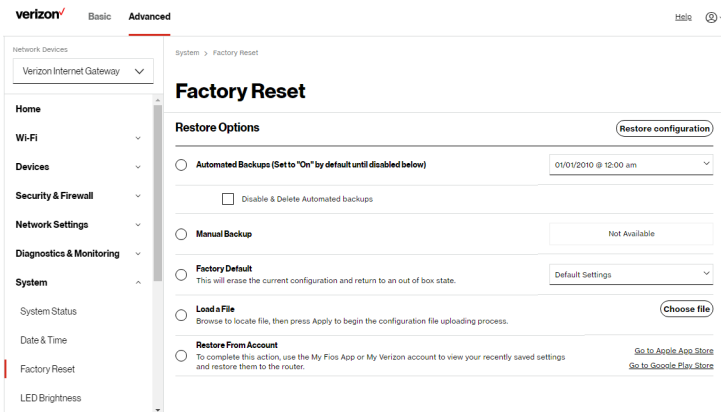 verizon✓
Basic
Advanced
Help
Network Devices
Verizon Internet Gateway
Home
Wi-Fi
Devices
Security & Firewall
Network Settings
Diagnostics & Monitoring
System
System Status
Date & Time
Factory Reset
LED Brightness
System > Factory Reset
Factory Reset
Restore Options
Restore configuration
Automated Backups (Set to "On" by default until disabled below)
01/01/2010 @ 12:00 am
Disable & Delete Automated backups
Manual Backup
Not Available
Factory Default
This will erase the current configuration and return to an out of box state.
Default Settings
Load a File
Browse to locate file, then press Apply to begin the configuration file uploading process.
Choose file
Restore From Account
To complete this action, use the My Fios App or My Verizon account to view your recently saved settings
and restore them to the router.
Go to Apple App Store
Go to Google Play Store